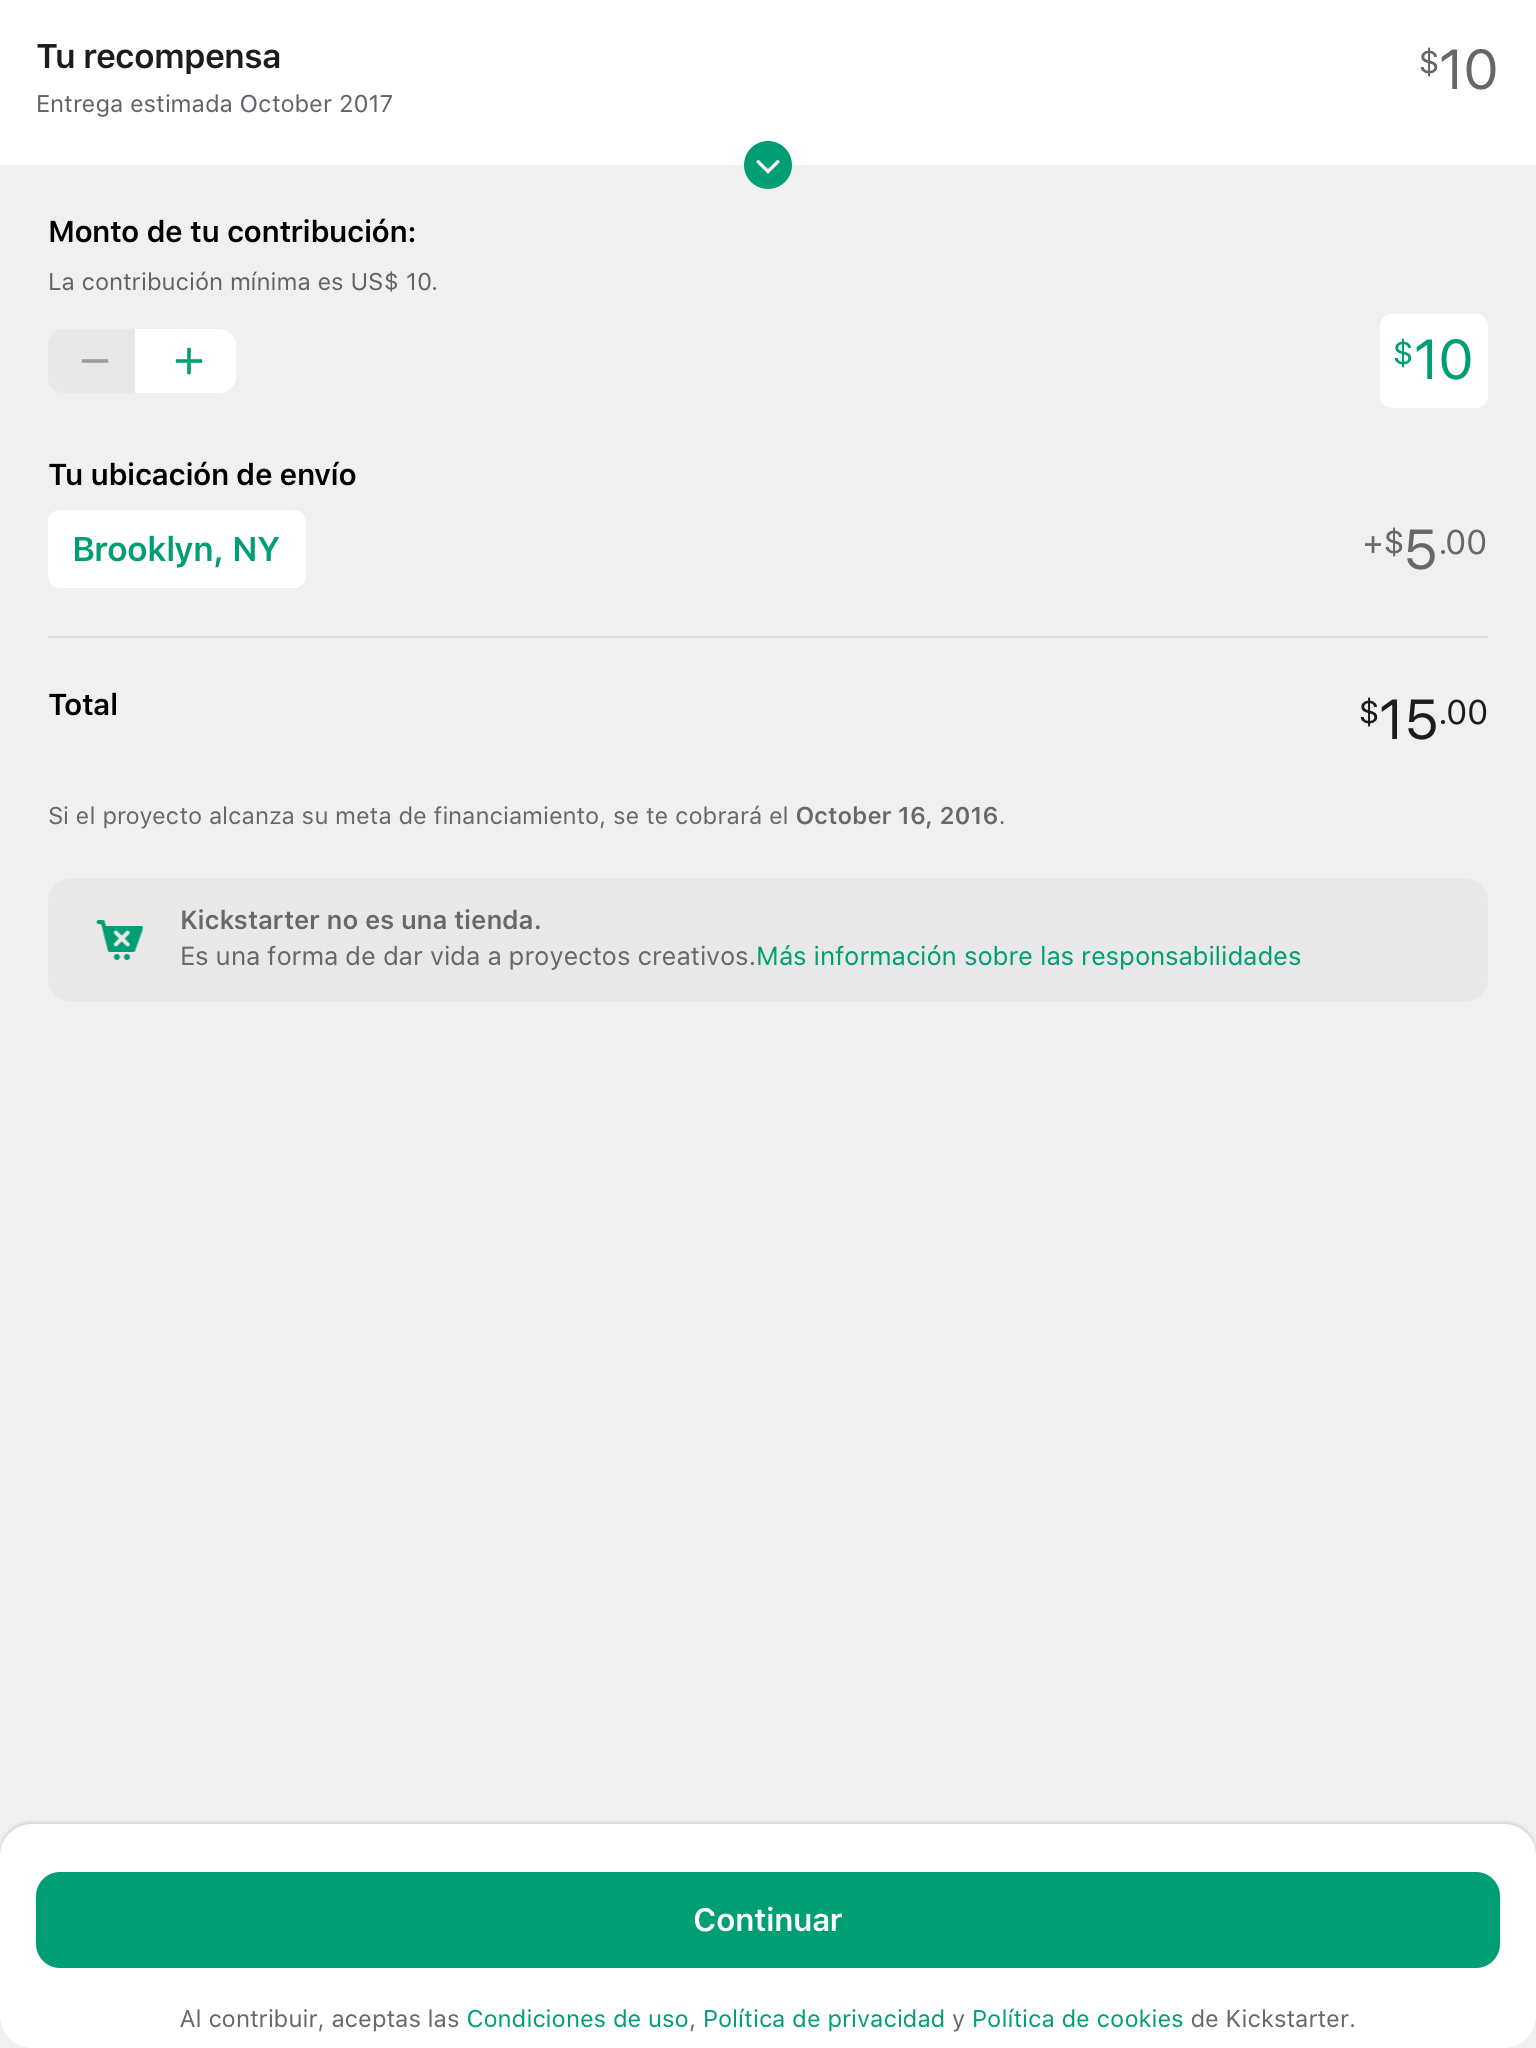 Tu recompensa
$10
Entrega estimada October 2017
Monto de tu contribución:
La contribución mínima es US$ 10.
− +
$10
Tu ubicación de envío
Brooklyn, NY
+$5.00
Total
$15.00
Si el proyecto alcanza su meta de financiamiento, se te cobrará el October 16, 2016.
Kickstarter no es una tienda.
Es una forma de dar vida a proyectos creativos.Más información sobre las responsabilidades
Continuar
Al contribuir, aceptas las Condiciones de uso, Política de privacidad y Política de cookies de Kickstarter.